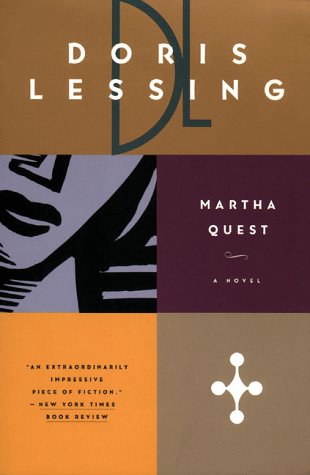 DORIS
LESSING
DL
MARTHA
QUEST
A NOVEL
"AN EXTRAORDINARILY
IMPRESSIVE
PIECE OF FICTION."
— NEW YORK TIMES
BOOK REVIEW